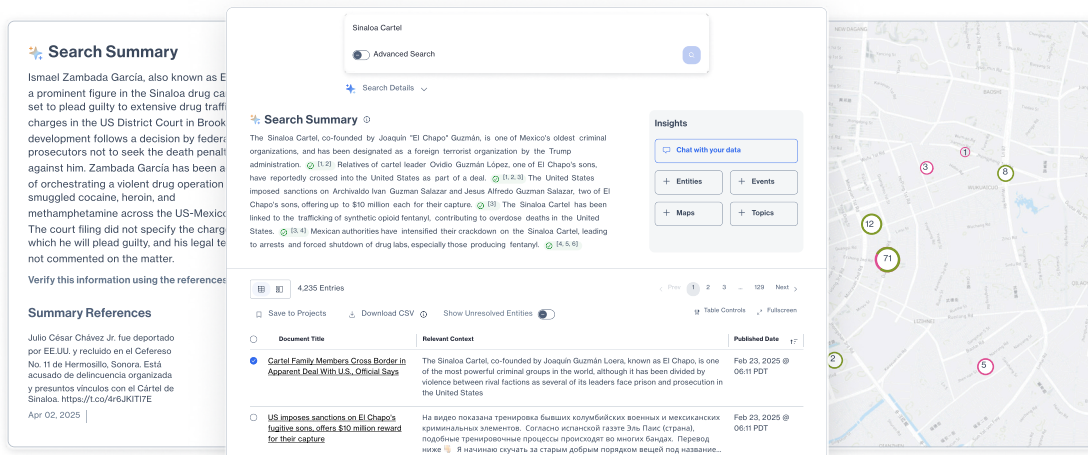 Search Summary
Ismael Zambada García, also known as E
a prominent figure in the Sinaloa drug ca
set to plead guilty to extensive drug traffi
charges in the US District Court in Brook
development follows a decision by federa
prosecutors not to seek the death penalt
against him. Zambada García has been a
of orchestrating a violent drug operation
smuggled cocaine, heroin, and
methamphetamine across the US-Mexico
The court filing did not specify the charg
which he will plead guilty, and his legal te
not commented on the matter.
Verify this information using the references
Summary References
Julio César Chávez Jr. fue deportado
por EE.UU. y recluido en el Cefereso
No. 11 de Hermosillo, Sonora. Está
acusado de delincuencia organizada
y presuntos vínculos con el Cártel de
Sinaloa. https://t.co/4r6JKITI7E
Apr 02, 2025
Sinaloa Cartel
Advanced Search
Search Details
Search Summary
The Sinaloa Cartel, co-founded by Joaquín "El Chapo" Guzmán, is one of Mexico's oldest criminal
organizations, and has been designated as a foreign terrorist organization by the Trump
administration. [1, 2] Relatives of cartel leader Ovidio Guzmán López, one of El Chapo's sons,
have reportedly crossed into the United States as part of a deal. [1, 2, 3] The United States
imposed sanctions on Archivaldo Ivan Guzman Salazar and Jesus Alfredo Guzman Salazar, two of El
Chapo's sons, offering up to $10 million each for their capture. [3] The Sinaloa Cartel has been
linked to the trafficking of synthetic opioid fentanyl, contributing to overdose deaths in the United
States. [3, 4] Mexican authorities have intensified their crackdown on the Sinaloa Cartel, leading
to arrests and forced shutdown of drug labs, especially those producing fentanyl. [4, 5, 6]
Insights
Chat with your data
Entities
Events
Maps
Topics
4,235 Entries
Prev 1 2 3 ... 129 Next
Save to Projects
Download CSV
Show Unresolved Entities
Table Controls
Fullscreen
Document Title
Relevant Context
Published Date
Cartel Family Members Cross Border in
Apparent Deal With U.S., Official Says
The Sinaloa Cartel, co-founded by Joaquín Guzmán Loera, known as El Chapo, is one
of the most powerful criminal groups in the world, although it has been divided by
violence between rival factions as several of its leaders face prison and prosecution in
the United States
Feb 23, 2025 @
06:11 PDT
US imposes sanctions on El Chapo's
fugitive sons, offers $10 million reward
for their capture
На видео показана тренировка бывших колумбийских военных и мексиканских
криминальных элементов. Согласно испанской газете Эль Паис (страна),
подобные тренировочные процессы происходят во многих бандах. Перевод
ниже 👇🏻 Я начинаю скучать за старым добрым порядком вещей под название...
Feb 23, 2025 @
06:11 PDT
1
3
8
12
71
2
5